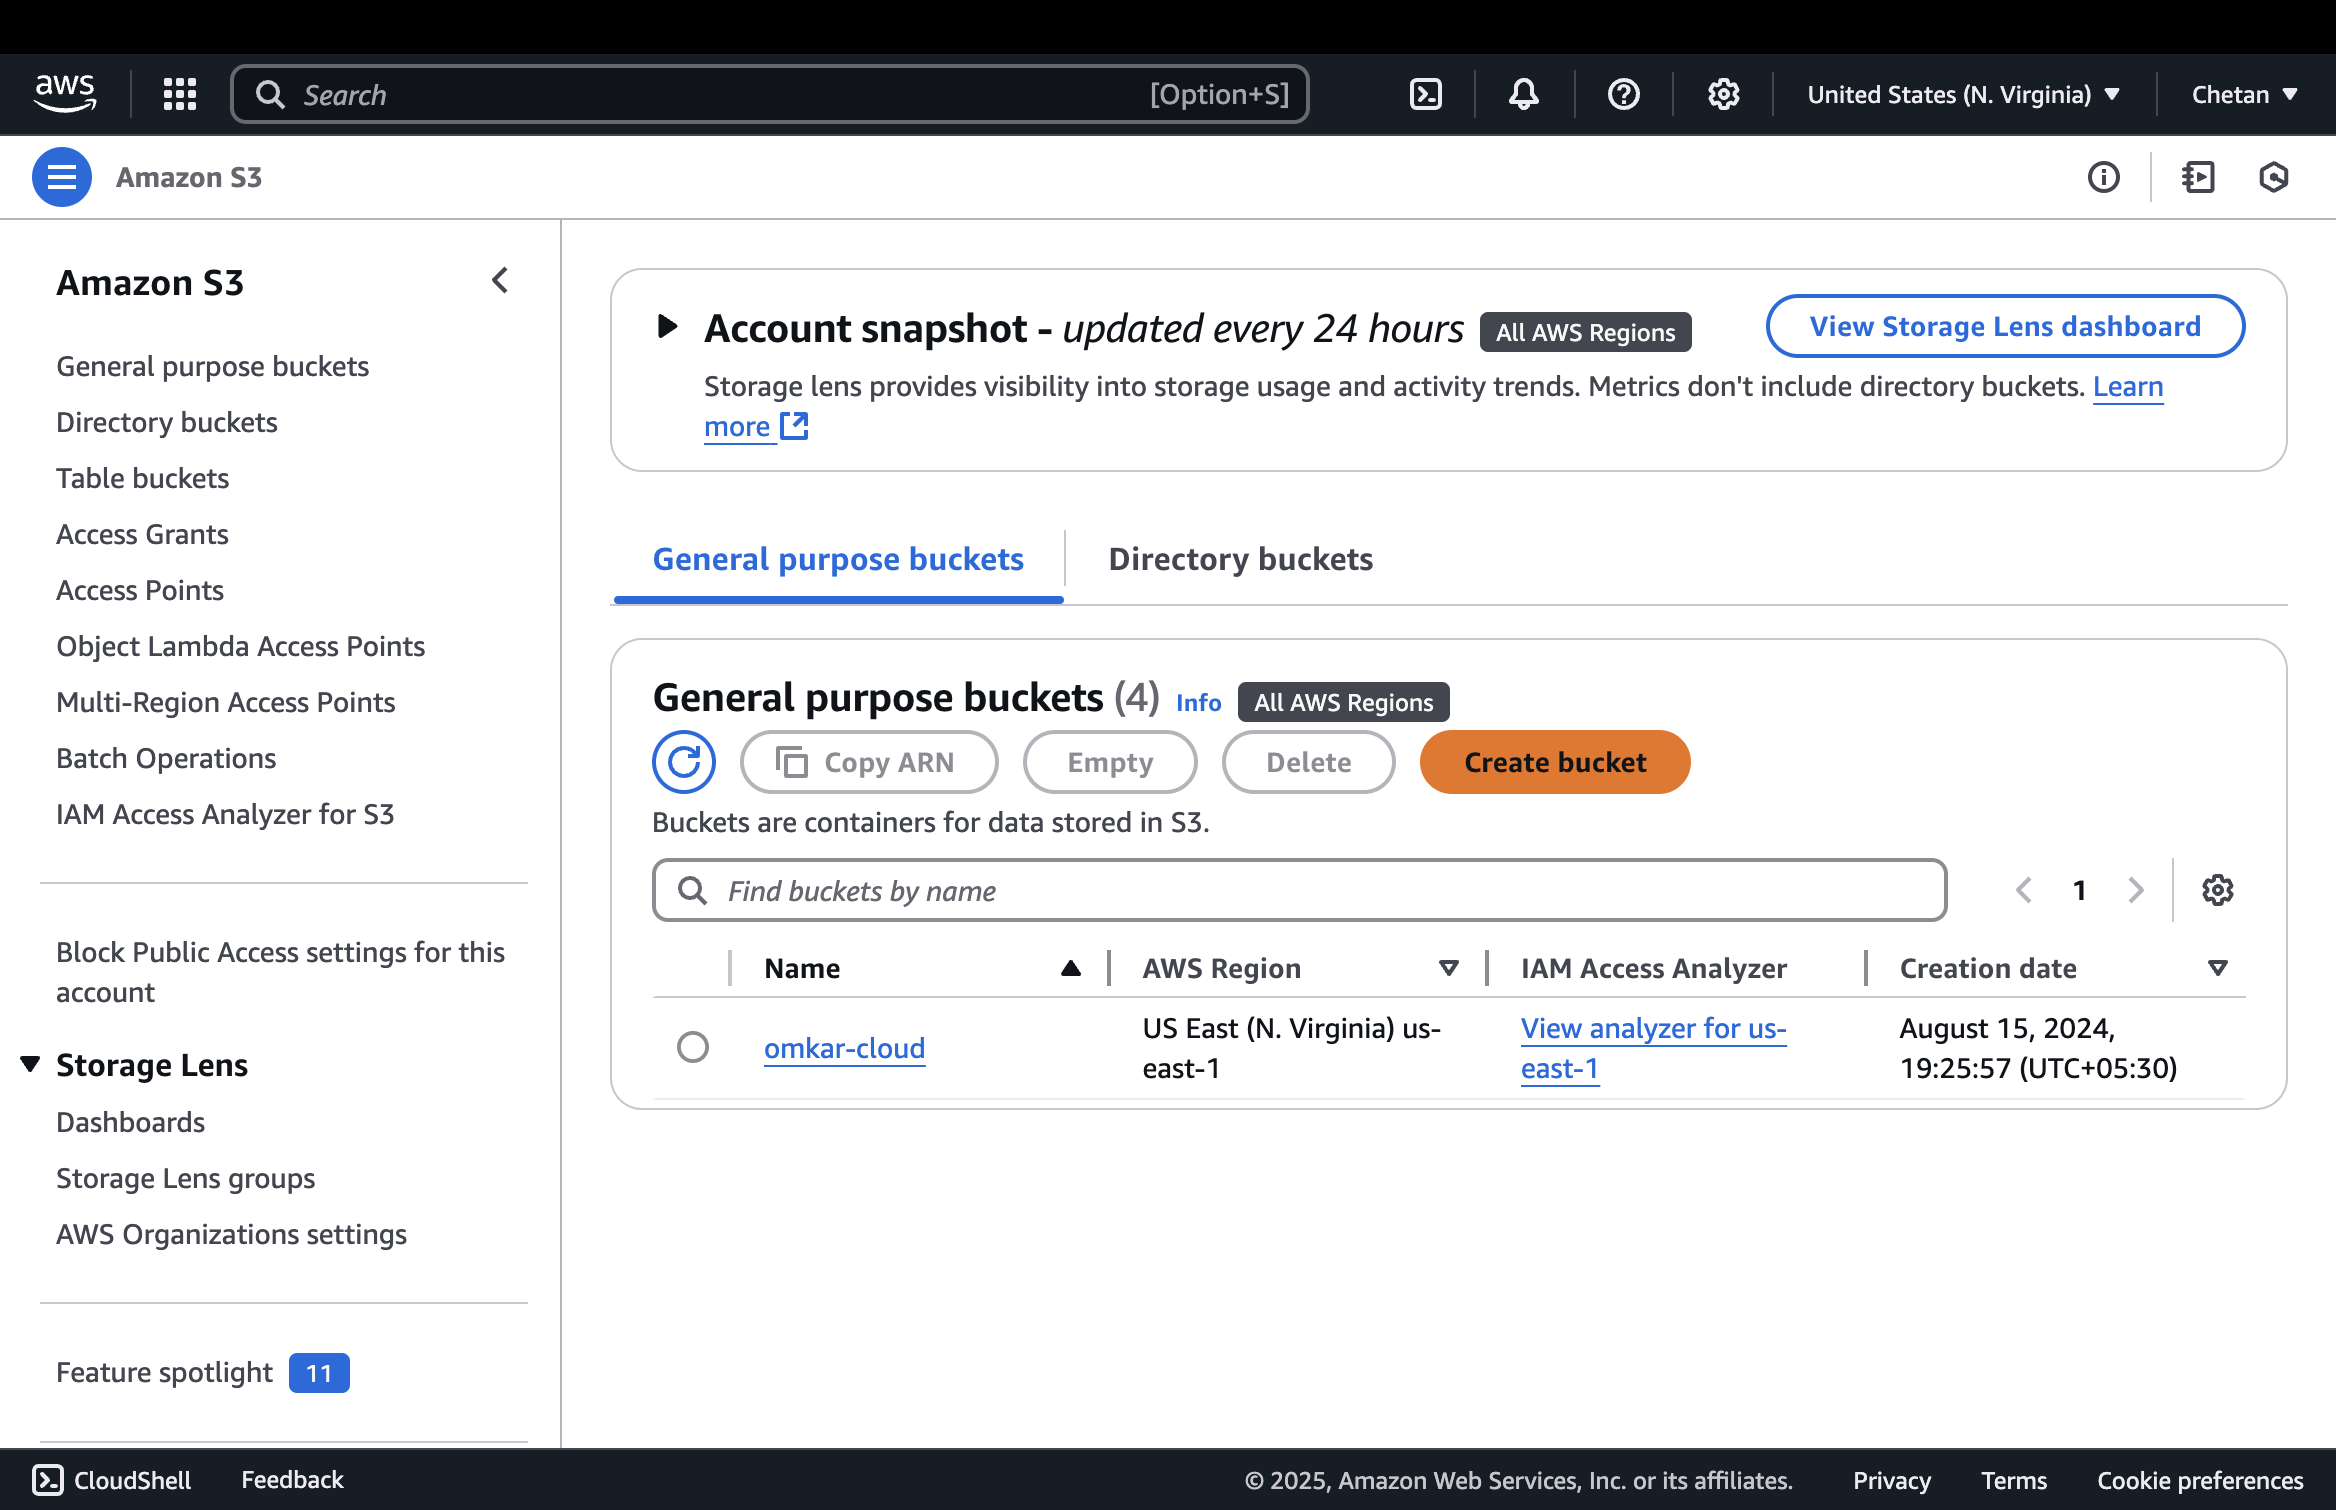 aws
Search [Option+S]
United States (N. Virginia)
Chetan
Amazon S3
Amazon S3
General purpose buckets
Directory buckets
Table buckets
Access Grants
Access Points
Object Lambda Access Points
Multi-Region Access Points
Batch Operations
IAM Access Analyzer for S3
Block Public Access settings for this
account
Storage Lens
Dashboards
Storage Lens groups
AWS Organizations settings
Feature spotlight 11
Account snapshot - updated every 24 hours All AWS Regions
View Storage Lens dashboard
Storage lens provides visibility into storage usage and activity trends. Metrics don't include directory buckets. Learn
more
General purpose buckets
Directory buckets
General purpose buckets (4) Info All AWS Regions
Copy ARN
Empty
Delete
Create bucket
Buckets are containers for data stored in S3.
Find buckets by name
1
Name
AWS Region
IAM Access Analyzer
Creation date
omkar-cloud
US East (N. Virginia) us-
east-1
View analyzer for us-
east-1
August 15, 2024,
19:25:57 (UTC+05:30)
CloudShell
Feedback
© 2025, Amazon Web Services, Inc. or its affiliates.
Privacy
Terms
Cookie preferences